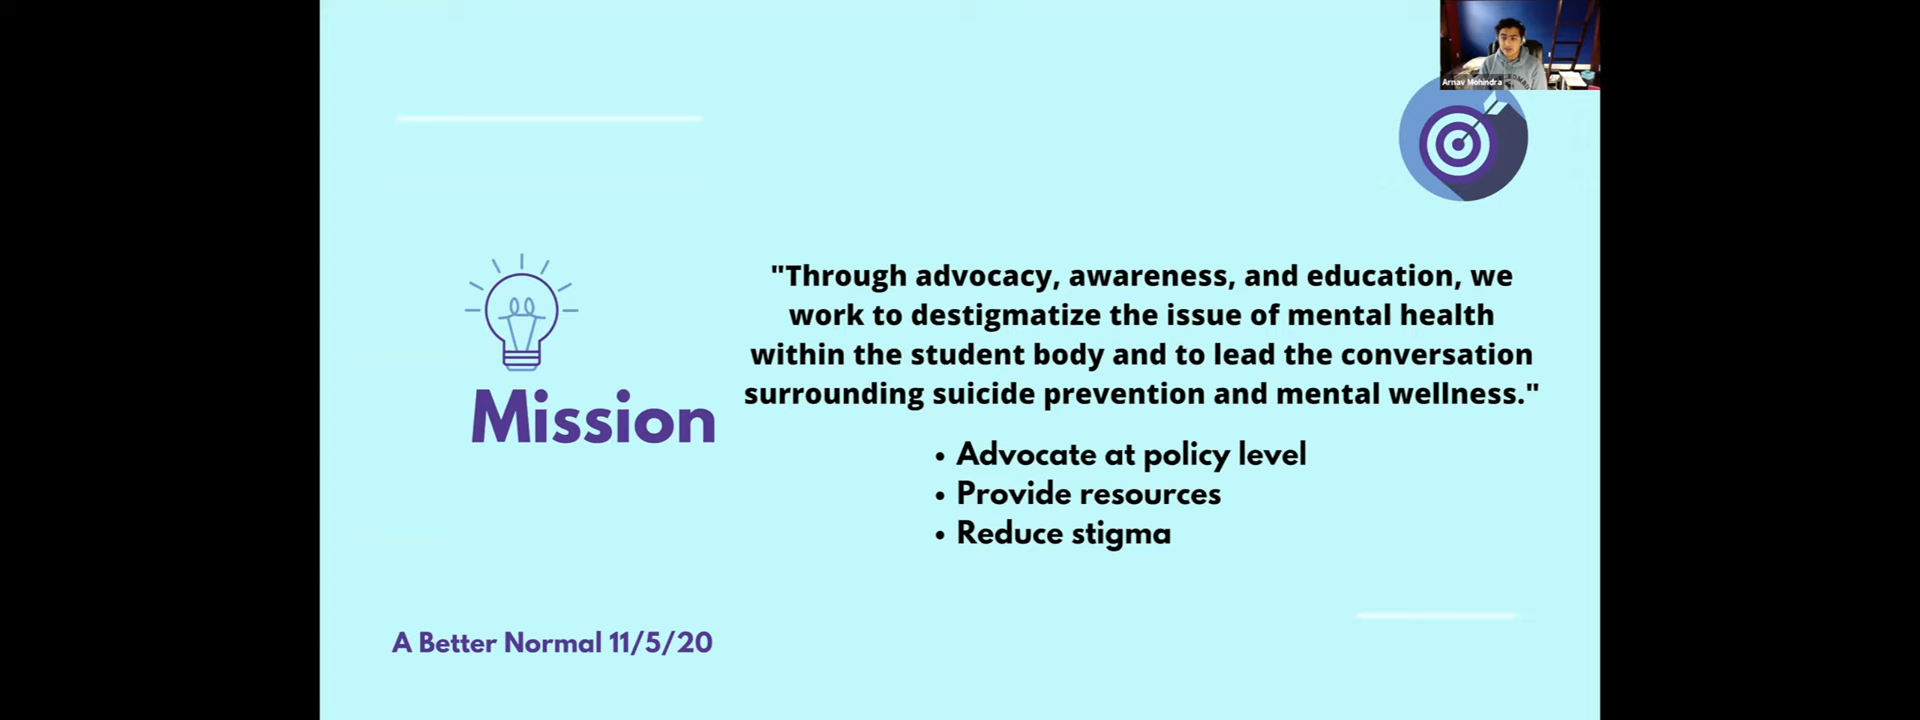 Arnav Mohindra
"Through advocacy, awareness, and education, we
work to destigmatize the issue of mental health
within the student body and to lead the conversation
surrounding suicide prevention and mental wellness."
Mission
• Advocate at policy level
• Provide resources
• Reduce stigma
A Better Normal 11/5/20